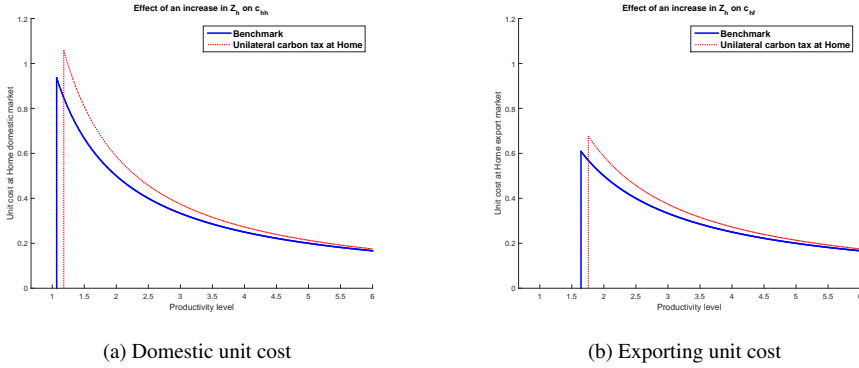 Effect of an increase in Z_h on c_hh
Benchmark
Unilateral carbon tax at Home
Unit cost at Home domestic market
1.2
1
0.8
0.6
0.4
0.2
0
1 1.5 2 2.5 3 3.5 4 4.5 5 5.5 6
Productivity level
(a) Domestic unit cost
Effect of an increase in Z_h on c_hf
Benchmark
Unilateral carbon tax at Home
Unit cost at Home export market
1.2
1
0.8
0.6
0.4
0.2
0
1 1.5 2 2.5 3 3.5 4 4.5 5 5.5 6
Productivity level
(b) Exporting unit cost